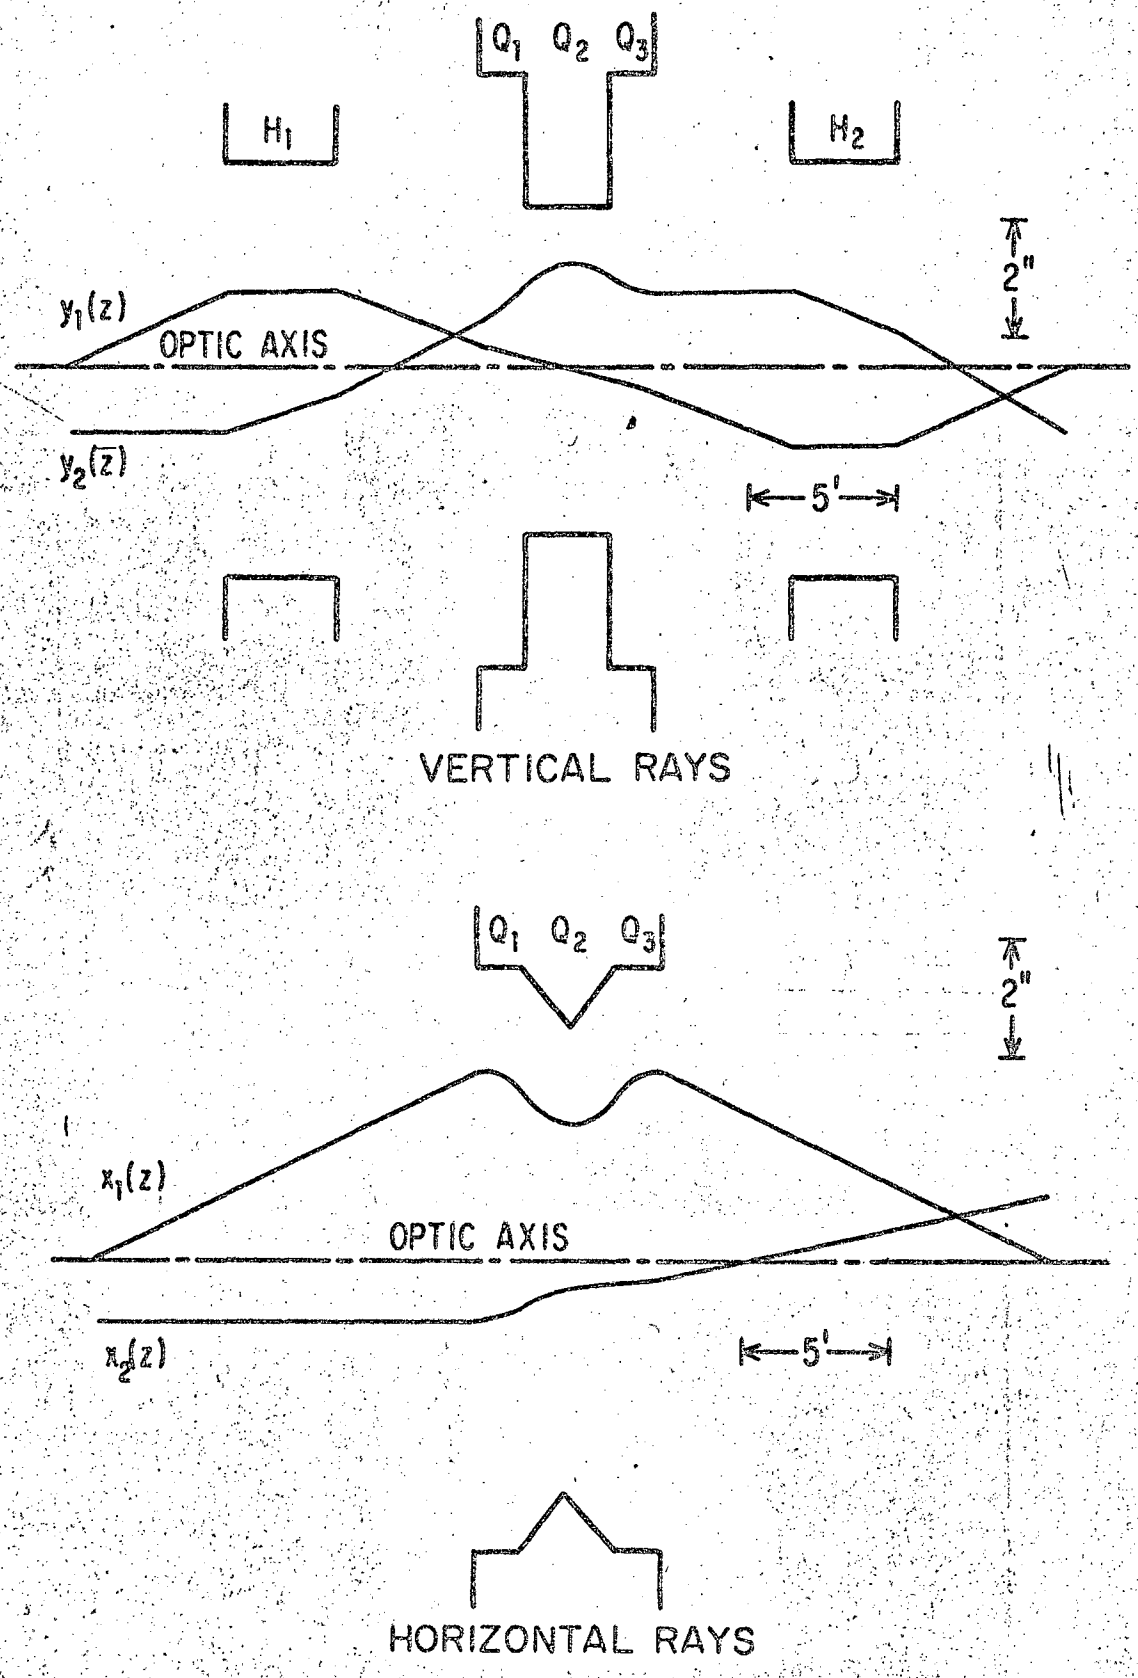 Q1 Q2 Q3
H1 H2
2"
y1(z)
OPTIC AXIS
y2(z)
5'
VERTICAL RAYS
Q1 Q2 Q3
2"
x1(z)
OPTIC AXIS
x2(z)
5'
HORIZONTAL RAYS